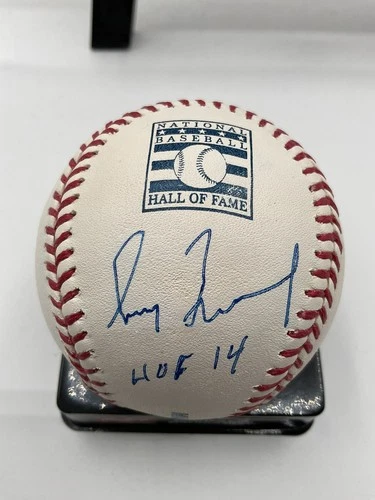 NATIONAL
BASEBALL
HALL OF FAME
HOF 14